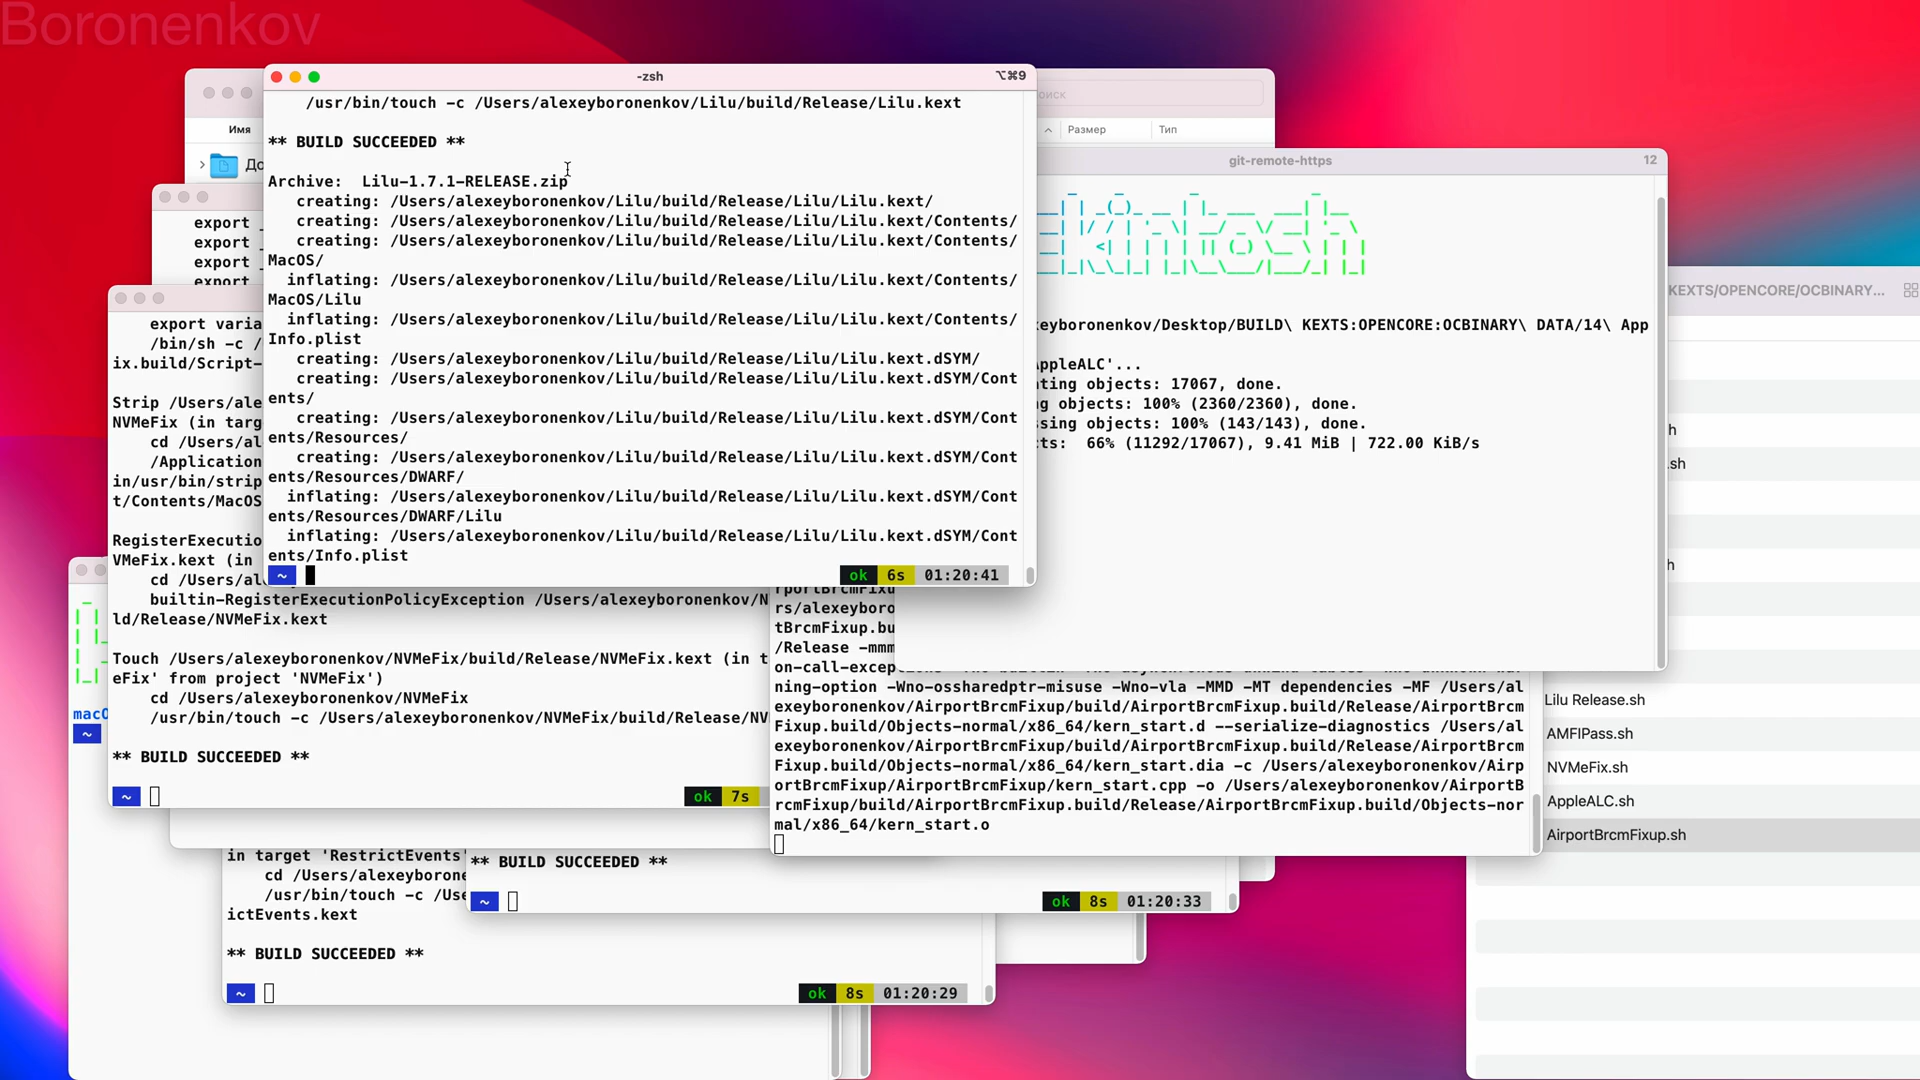 Boronenkov
-zsh
⌥⌘9
/usr/bin/touch -c /Users/alexeyboronenkov/Lilu/build/Release/Lilu.kext
** BUILD SUCCEEDED **
Archive:  Lilu-1.7.1-RELEASE.zip
creating: /Users/alexeyboronenkov/Lilu/build/Release/Lilu/Lilu.kext/
creating: /Users/alexeyboronenkov/Lilu/build/Release/Lilu/Lilu.kext/Contents/
creating: /Users/alexeyboronenkov/Lilu/build/Release/Lilu/Lilu.kext/Contents/
MacOS/
inflating: /Users/alexeyboronenkov/Lilu/build/Release/Lilu/Lilu.kext/Contents/
MacOS/Lilu
inflating: /Users/alexeyboronenkov/Lilu/build/Release/Lilu/Lilu.kext/Contents/
Info.plist
creating: /Users/alexeyboronenkov/Lilu/build/Release/Lilu/Lilu.kext.dSYM/
creating: /Users/alexeyboronenkov/Lilu/build/Release/Lilu/Lilu.kext.dSYM/Cont
ents/
creating: /Users/alexeyboronenkov/Lilu/build/Release/Lilu/Lilu.kext.dSYM/Cont
ents/Resources/
creating: /Users/alexeyboronenkov/Lilu/build/Release/Lilu/Lilu.kext.dSYM/Cont
ents/Resources/DWARF/
inflating: /Users/alexeyboronenkov/Lilu/build/Release/Lilu/Lilu.kext.dSYM/Cont
ents/Resources/DWARF/Lilu
inflating: /Users/alexeyboronenkov/Lilu/build/Release/Lilu/Lilu.kext.dSYM/Cont
ents/Info.plist
~ ok 6s 01:20:41
Имя
оиск
Размер
Тип
До
git-remote-https
12
kintosh
eyboronenkov/Desktop/BUILD\ KEXTS:OPENCORE:OCBINARY\ DATA/14\ App
ppleALC'...
ting objects: 17067, done.
g objects: 100% (2360/2360), done.
ssing objects: 100% (143/143), done.
cts:  66% (11292/17067), 9.41 MiB | 722.00 KiB/s
KEXTS/OPENCORE/OCBINARY...
h
.sh
h
Lilu Release.sh
AMFIPass.sh
NVMeFix.sh
AppleALC.sh
AirportBrcmFixup.sh
export
export
export
export
export varia
/bin/sh -c /
ix.build/Script-
Strip /Users/ale
NVMeFix (in targ
cd /Users/al
/Application
in/usr/bin/strip
t/Contents/MacOS
RegisterExecutio
VMeFix.kext (in
cd /Users/al
builtin-RegisterExecutionPolicyException /Users/alexeyboronenkov/N
ld/Release/NVMeFix.kext
Touch /Users/alexeyboronenkov/NVMeFix/build/Release/NVMeFix.kext (in t
eFix' from project 'NVMeFix')
cd /Users/alexeyboronenkov/NVMeFix
/usr/bin/touch -c /Users/alexeyboronenkov/NVMeFix/build/Release/NV
** BUILD SUCCEEDED **
~ ok 7s
macO
~
rportBrcmFixu
rs/alexeyboro
tBrcmFixup.bu
/Release -mmm
ning-option -Wno-ossharedptr-misuse -Wno-vla -MMD -MT dependencies -MF /Users/al
exeyboronenkov/AirportBrcmFixup/build/AirportBrcmFixup.build/Release/AirportBrcm
Fixup.build/Objects-normal/x86_64/kern_start.d --serialize-diagnostics /Users/al
exeyboronenkov/AirportBrcmFixup/build/AirportBrcmFixup.build/Release/AirportBrcm
Fixup.build/Objects-normal/x86_64/kern_start.dia -c /Users/alexeyboronenkov/Airp
ortBrcmFixup/AirportBrcmFixup/kern_start.cpp -o /Users/alexeyboronenkov/AirportB
rcmFixup/build/AirportBrcmFixup.build/Release/AirportBrcmFixup.build/Objects-nor
mal/x86_64/kern_start.o
** BUILD SUCCEEDED **
~ ok 8s 01:20:33
in target 'RestrictEvents'
cd /Users/alexeyborone
/usr/bin/touch -c /Use
ictEvents.kext
** BUILD SUCCEEDED **
~ ok 8s 01:20:29